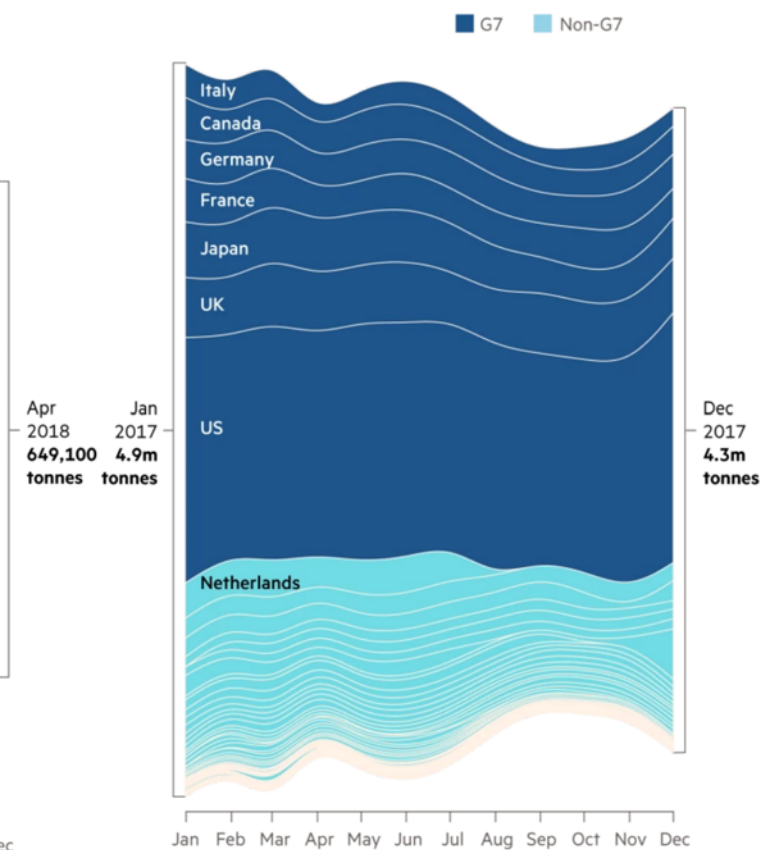 G7
Non-G7
Italy
Canada
Germany
France
Japan
UK
US
Netherlands
Apr
2018
649,100
tonnes
Jan
2017
4.9m
tonnes
Dec
2017
4.3m
tonnes
ec
Jan Feb Mar Apr May Jun Jul Aug Sep Oct Nov Dec